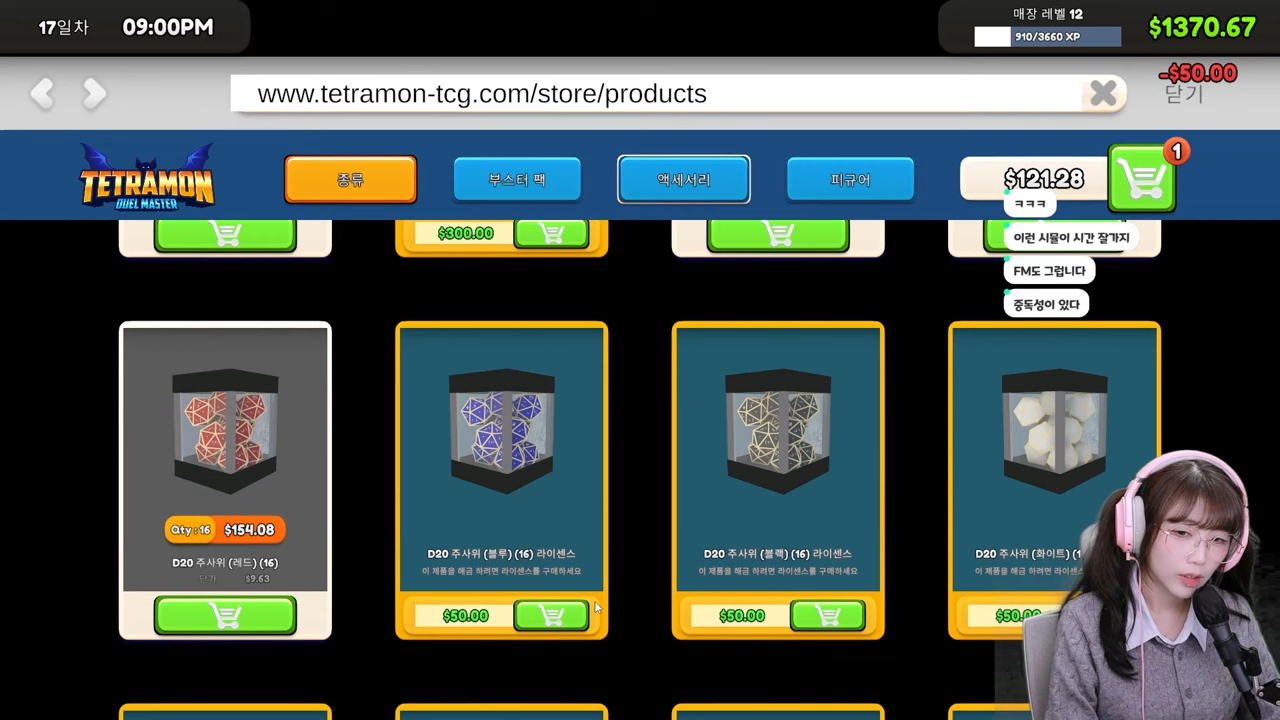 17일차
09:00PM
매장 레벨 12
910/3660 XP
$1370.67
-$50.00
닫기
www.tetramon-tcg.com/store/products
TETRAMON
DUEL MASTER
종류
부스터 팩
액세서리
피규어
$121.28
1
ㅋㅋㅋ
이런 시뮬이 시간 잘가지
FM도 그럽니다
중독성이 있다
$300.00
Qty : 16
$154.08
D20 주사위 (레드) (16)
단가
$9.63
D20 주사위 (블루) (16) 라이센스
이 제품을 해금 하려면 라이센스를 구매하세요
$50.00
D20 주사위 (블랙) (16) 라이센스
이 제품을 해금 하려면 라이센스를 구매하세요
$50.00
D20 주사위 (화이트)
이 제품을 해금 하려면 라이센스를